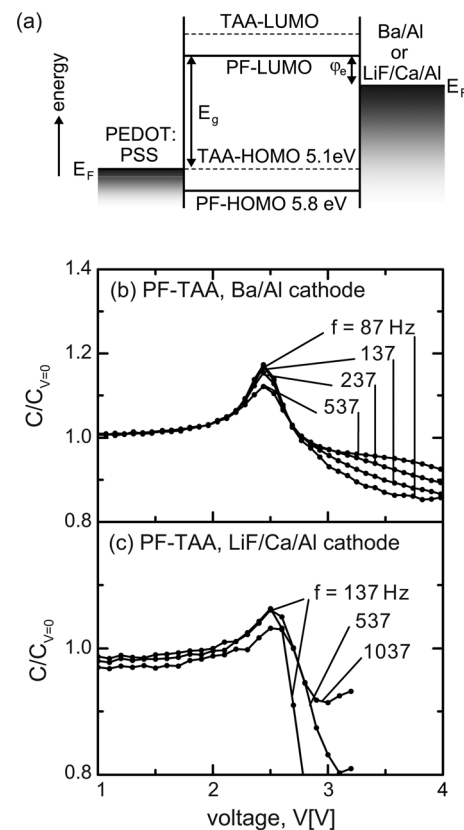 (a)
TAA-LUMO
Ba/Al
or
LiF/Ca/Al
PF-LUMO
φe
EF
energy
Eg
PEDOT:
PSS
EF
TAA-HOMO 5.1eV
PF-HOMO 5.8 eV
1.4
(b) PF-TAA, Ba/Al cathode
f = 87 Hz
1.2
137
237
537
C/CV=0
1.0
0.8
(c) PF-TAA, LiF/Ca/Al cathode
f = 137 Hz
537
1037
C/CV=0
1.0
0.8
1 2 3 4
voltage, V[V]